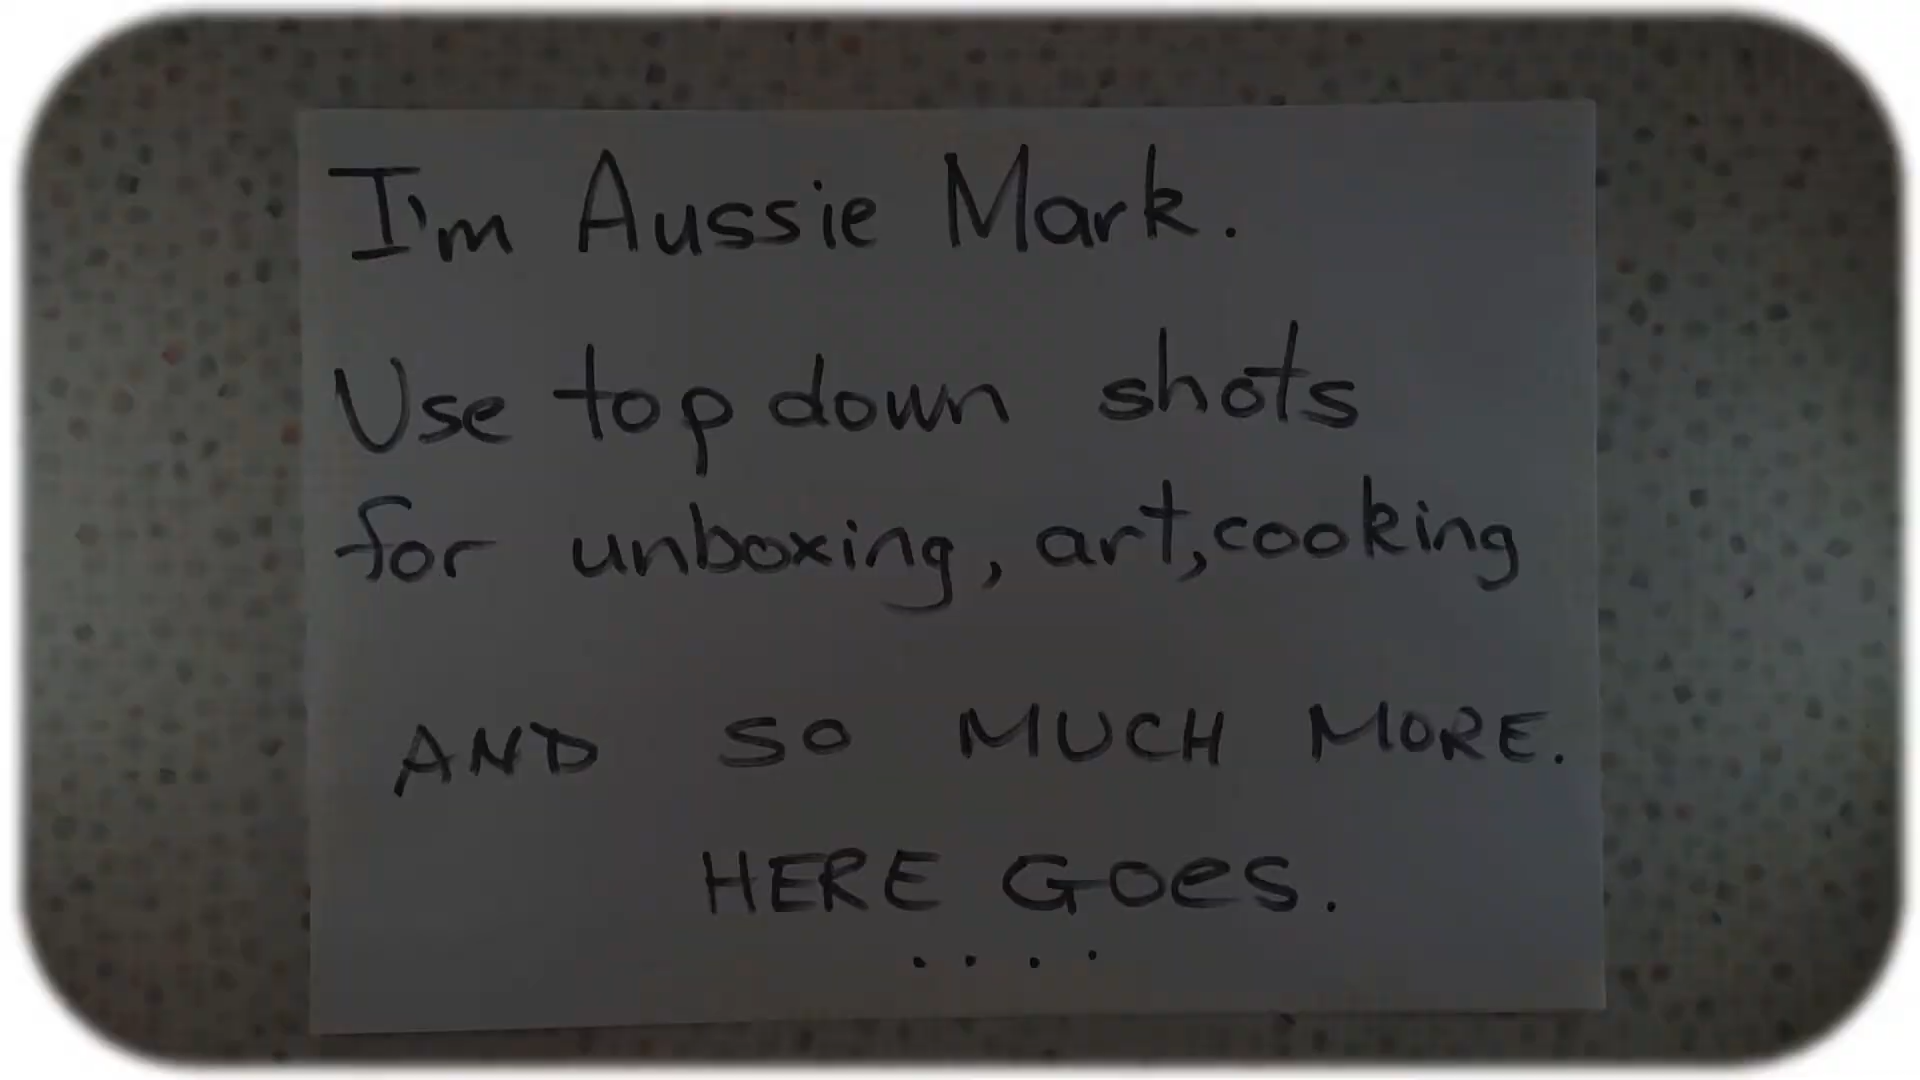 I'm Aussie Mark.
Use top down shots
for unboxing, art, cooking
AND SO MUCH MORE.
HERE GOES.
....